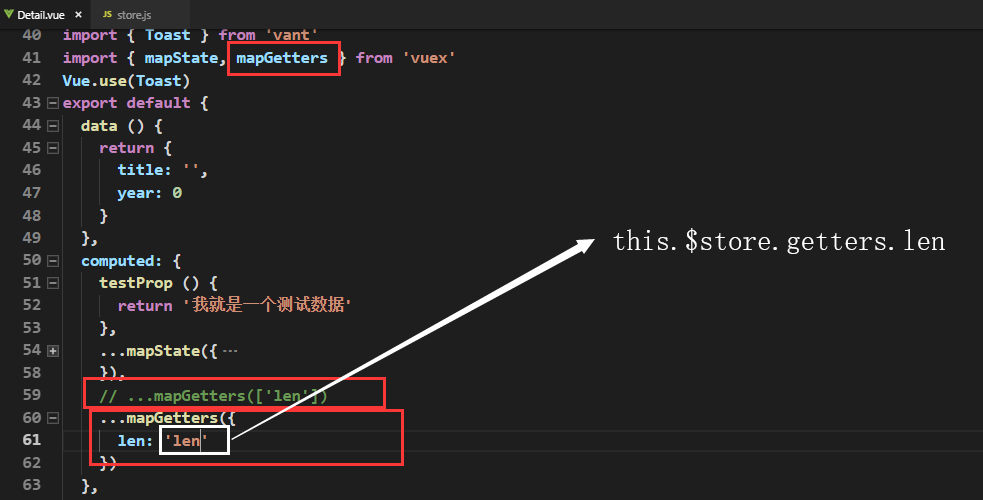 Detail.vue × JS store.js
40 import { Toast } from 'vant'
41 import { mapState, mapGetters } from 'vuex'
42 Vue.use(Toast)
43 export default {
44 data () {
45 return {
46 title: '',
47 year: 0
48 }
49 },
50 computed: {
51 testProp () {
52 return '我就是一个测试数据'
53 },
54 ...mapState({ ···
58 }),
59 // ...mapGetters(['len'])
60 ...mapGetters({
61 len: 'len'
62 })
63 },
this.$store.getters.len